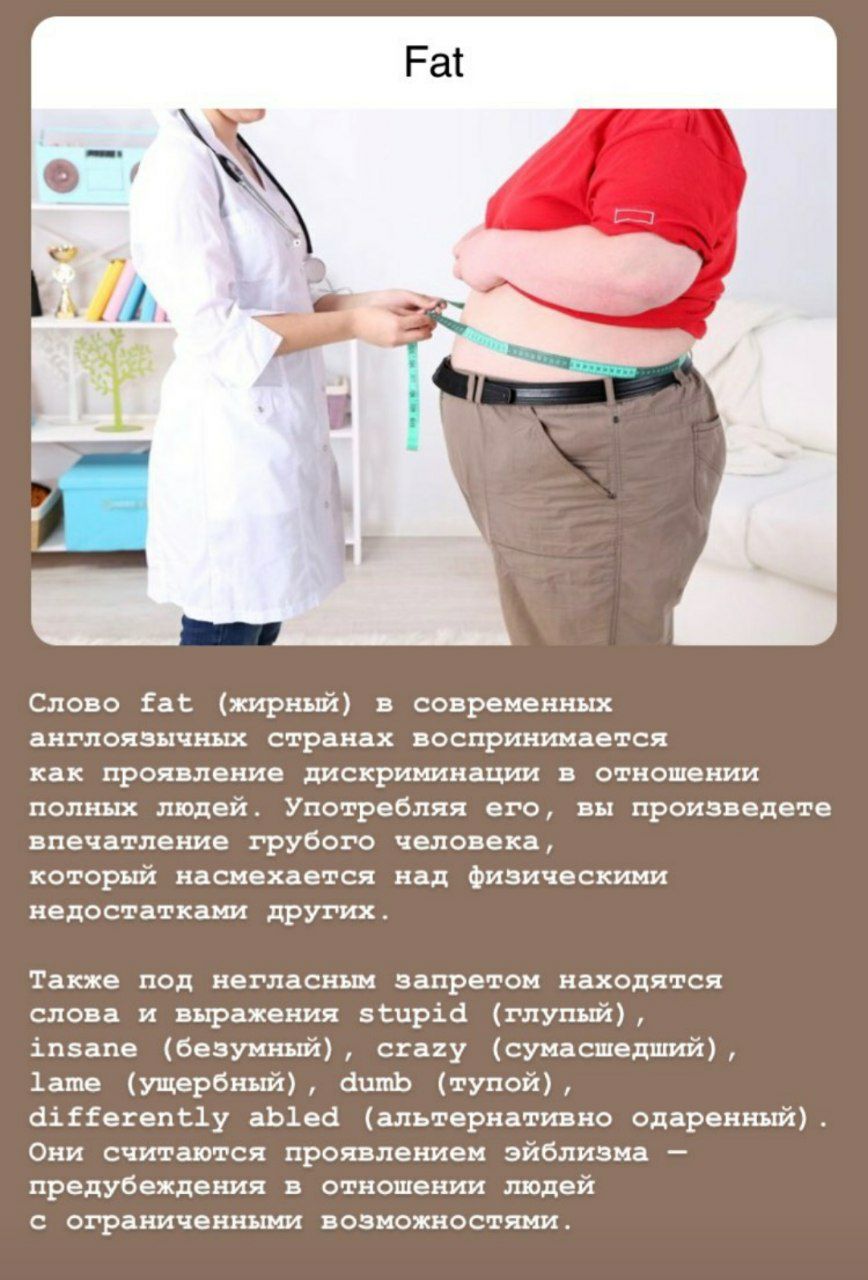 Fat
Слово fat (жирный) в современных
англоязычных странах воспринимается
как проявление дискриминации в отношении
полных людей. Употребляя его, вы произведете
впечатление грубого человека,
который насмехается над физическими
недостатками других.
Также под негласным запретом находятся
слова и выражения stupid (глупый),
insane (безумный), crazy (сумасшедший),
lame (ущербный), dumb (тупой),
differently abled (альтернативно одаренный).
Они считаются проявлением эйблизма —
предубеждения в отношении людей
с ограниченными возможностями.